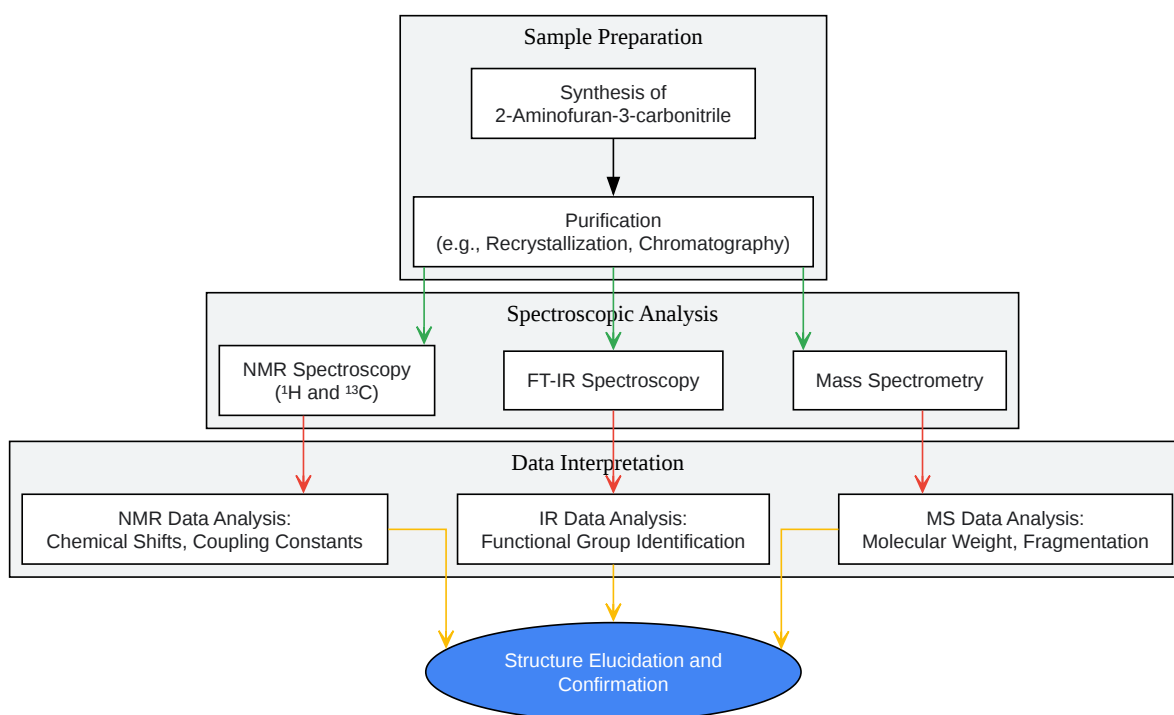 Sample Preparation
Synthesis of
2-Aminofuran-3-carbonitrile
Purification
(e.g., Recrystallization, Chromatography)
Spectroscopic Analysis
NMR Spectroscopy
(¹H and ¹³C)
FT-IR Spectroscopy
Mass Spectrometry
Data Interpretation
NMR Data Analysis:
Chemical Shifts, Coupling Constants
IR Data Analysis:
Functional Group Identification
MS Data Analysis:
Molecular Weight, Fragmentation
Structure Elucidation and
Confirmation